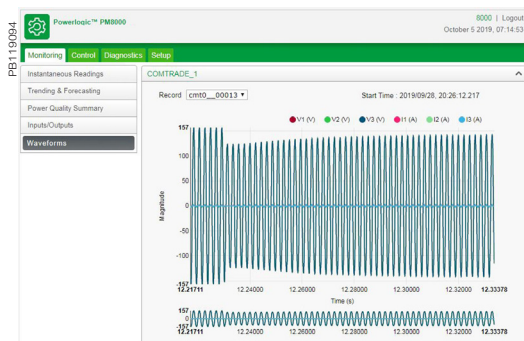 PB119094
Powerlogic™ PM8000
8000 | Logout
October 5 2019, 07:14:53
Monitoring Control Diagnostics Setup
Instantaneous Readings
Trending & Forecasting
Power Quality Summary
Inputs/Outputs
Waveforms
COMTRADE_1
Record cmt0__00013 Start Time : 2019/09/28, 20:26:12.217
V1 (V) V2 (V) V3 (V) I1 (A) I2 (A) I3 (A)
157
100
50
0
-50
-100
-157
Magnitude
12.21711 12.24000 12.26000 12.28000 12.30000 12.32000 12.33378
Time (s)
157
0
-157
12.21711 12.24000 12.26000 12.28000 12.30000 12.32000 12.33378